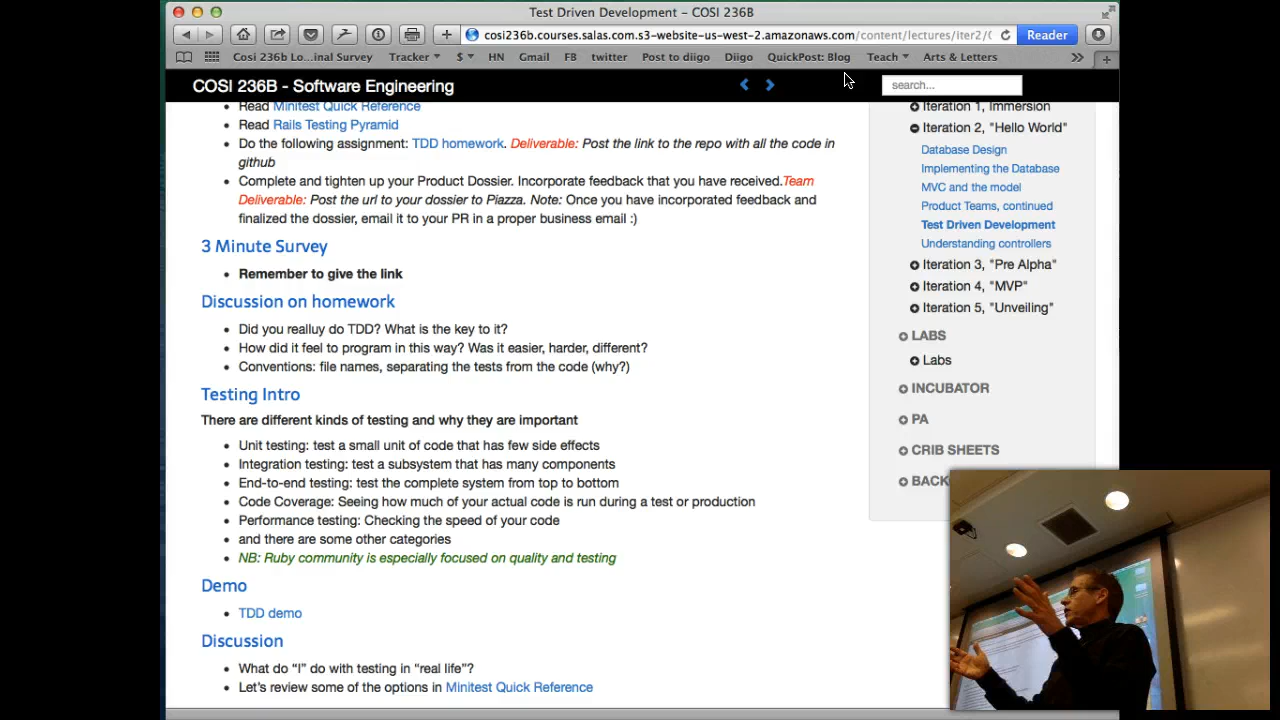 Test Driven Development – COSI 236B
cosi236b.courses.salas.com.s3-website-us-west-2.amazonaws.com/content/lectures/iter2/(
Reader
Cosi 236b Lo...inal Survey
Tracker
$
HN
Gmail
FB
twitter
Post to diigo
Diigo
QuickPost: Blog
Teach
Arts & Letters
COSI 236B - Software Engineering
search...
Read Minitest Quick Reference
Read Rails Testing Pyramid
Do the following assignment: TDD homework. Deliverable: Post the link to the repo with all the code in
github
Complete and tighten up your Product Dossier. Incorporate feedback that you have received.Team
Deliverable: Post the url to your dossier to Piazza. Note: Once you have incorporated feedback and
finalized the dossier, email it to your PR in a proper business email :)
3 Minute Survey
Remember to give the link
Discussion on homework
Did you realluy do TDD? What is the key to it?
How did it feel to program in this way? Was it easier, harder, different?
Conventions: file names, separating the tests from the code (why?)
Testing Intro
There are different kinds of testing and why they are important
Unit testing: test a small unit of code that has few side effects
Integration testing: test a subsystem that has many components
End-to-end testing: test the complete system from top to bottom
Code Coverage: Seeing how much of your actual code is run during a test or production
Performance testing: Checking the speed of your code
and there are some other categories
NB: Ruby community is especially focused on quality and testing
Demo
TDD demo
Discussion
What do “I” do with testing in “real life”?
Let’s review some of the options in Minitest Quick Reference
Iteration 1, Immersion
Iteration 2, "Hello World"
Database Design
Implementing the Database
MVC and the model
Product Teams, continued
Test Driven Development
Understanding controllers
Iteration 3, "Pre Alpha"
Iteration 4, "MVP"
Iteration 5, "Unveiling"
LABS
Labs
INCUBATOR
PA
CRIB SHEETS
BACK